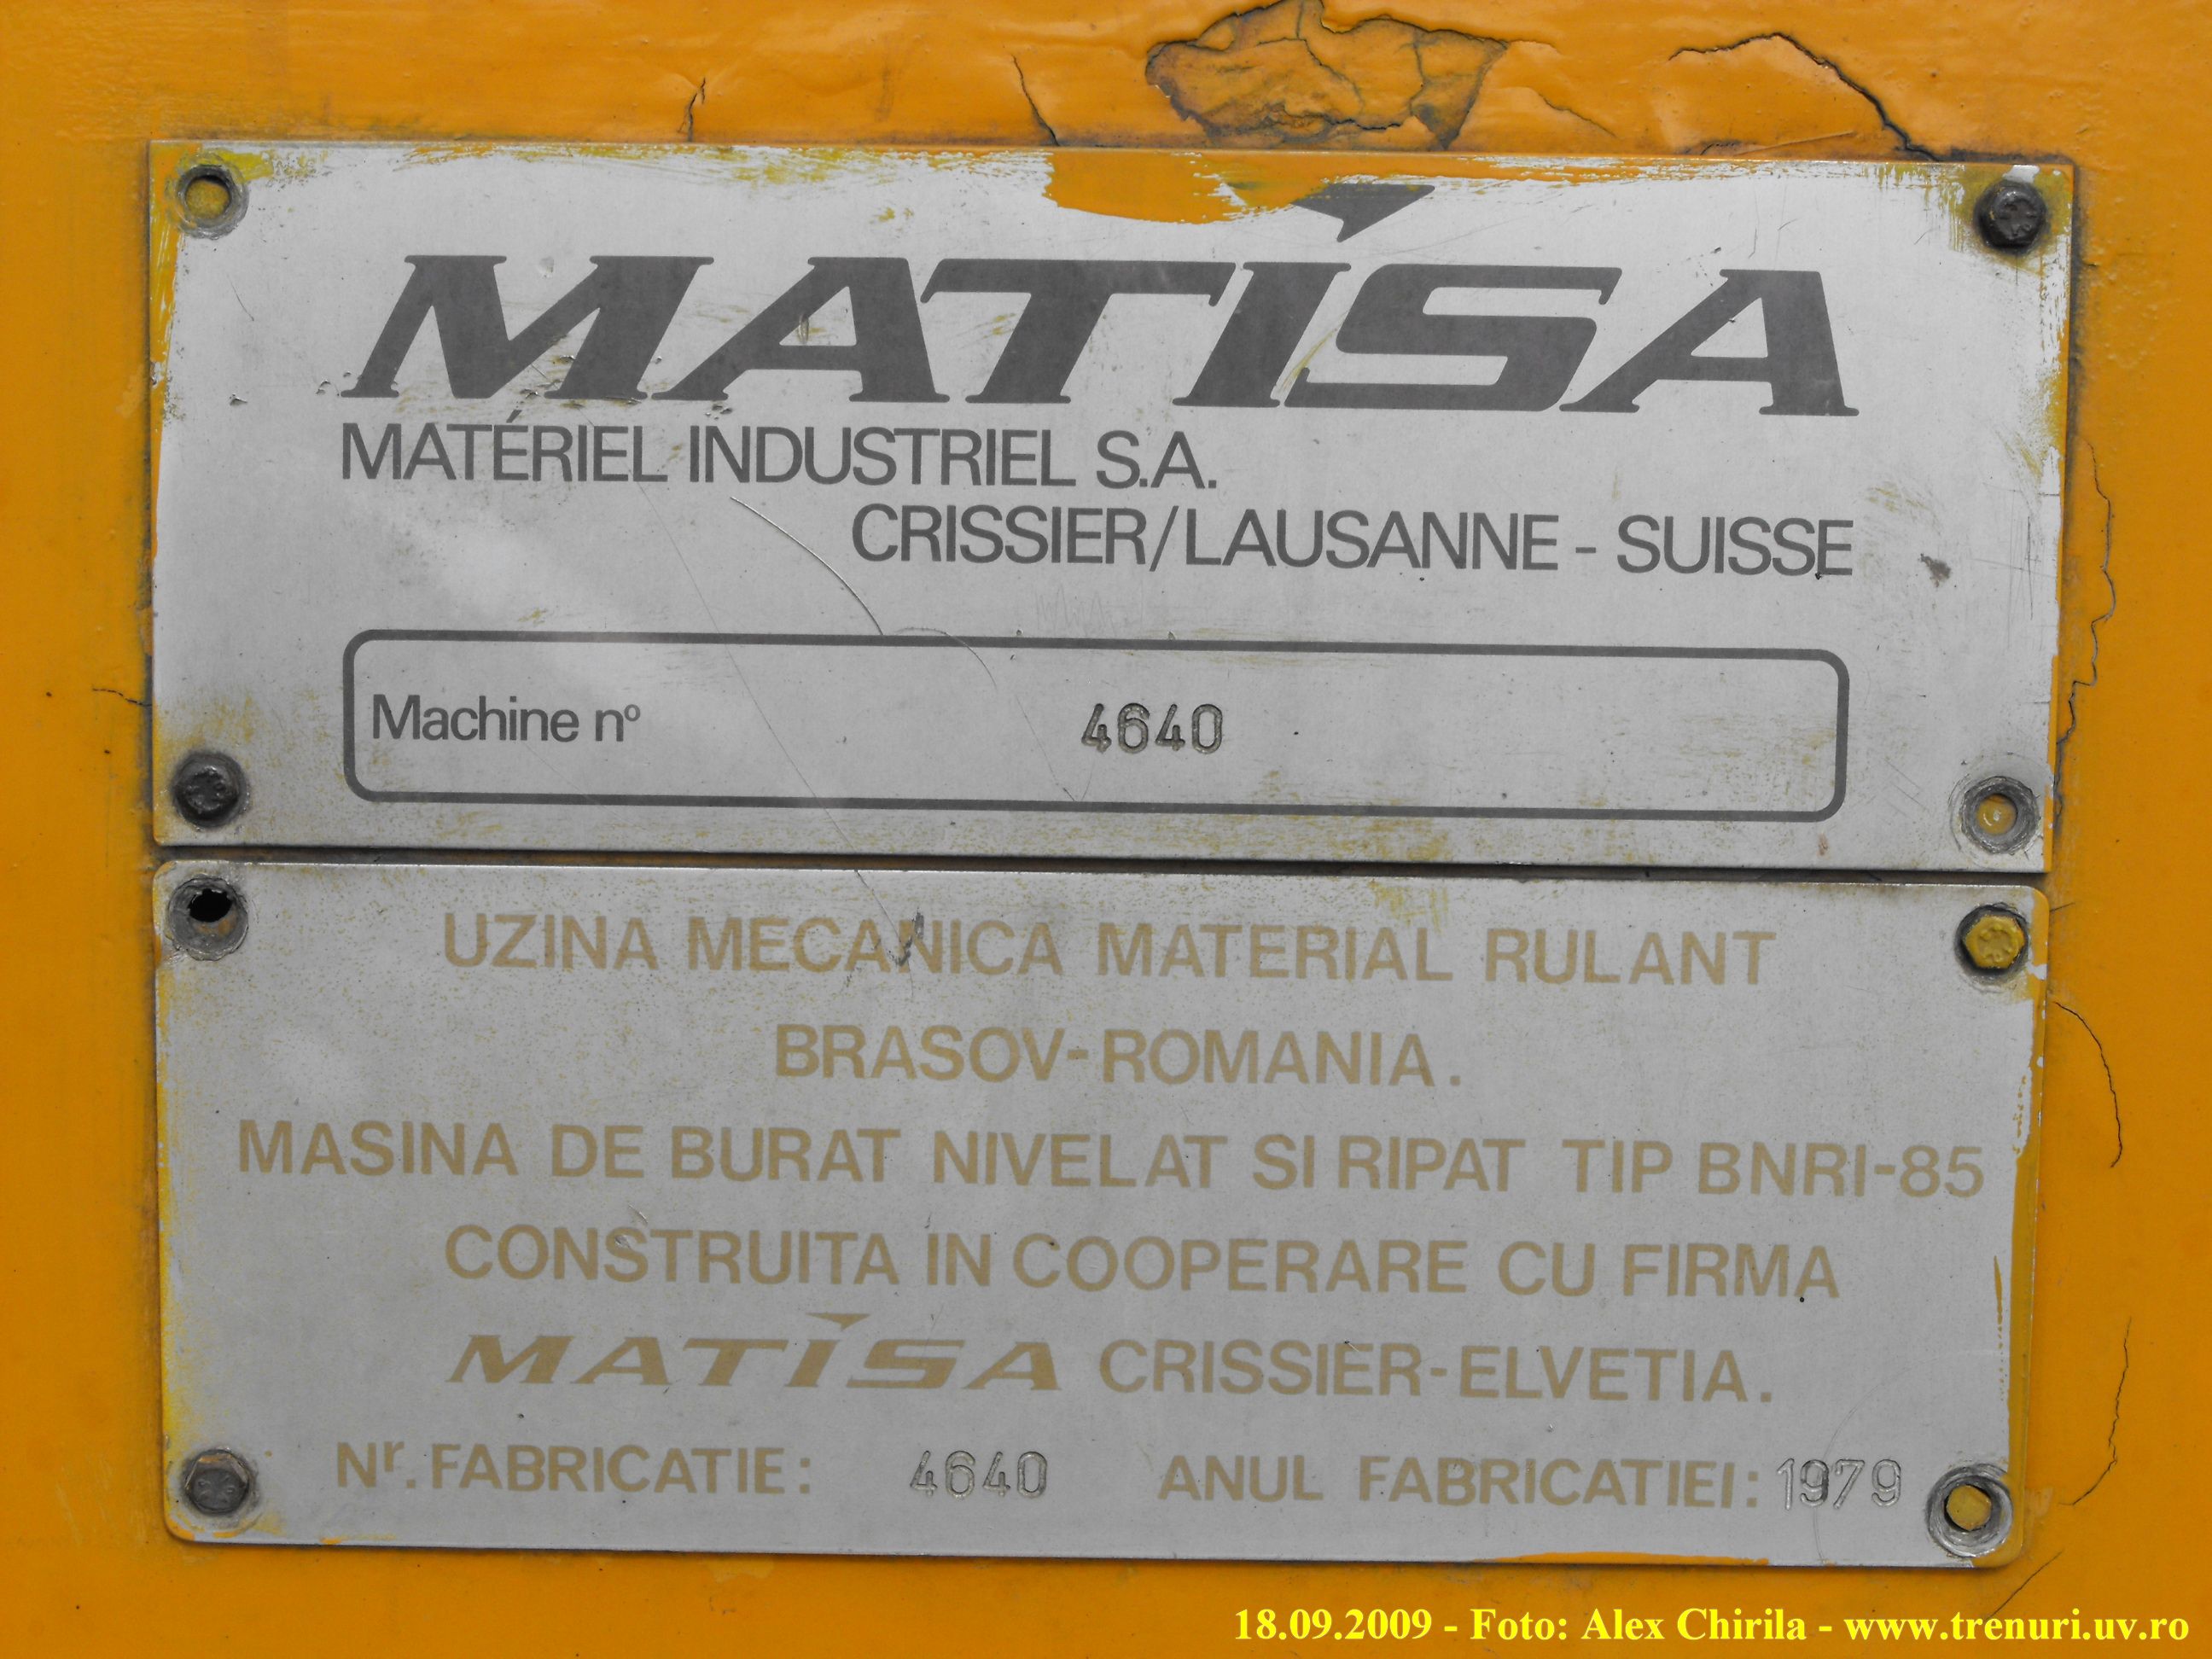 MATISA
MATÉRIEL INDUSTRIEL S.A.
CRISSIER/LAUSANNE - SUISSE
Machine nº 4640
UZINA MECANICA MATERIAL RULANT
BRASOV-ROMANIA.
MASINA DE BURAT NIVELAT SI RIPAT TIP BNRI-85
CONSTRUITA IN COOPERARE CU FIRMA
MATISA CRISSIER-ELVETIA.
Nr. FABRICATIE: 4640 ANUL FABRICATIEI: 1979
18.09.2009 - Foto: Alex Chirila - www.trenuri.uv.ro